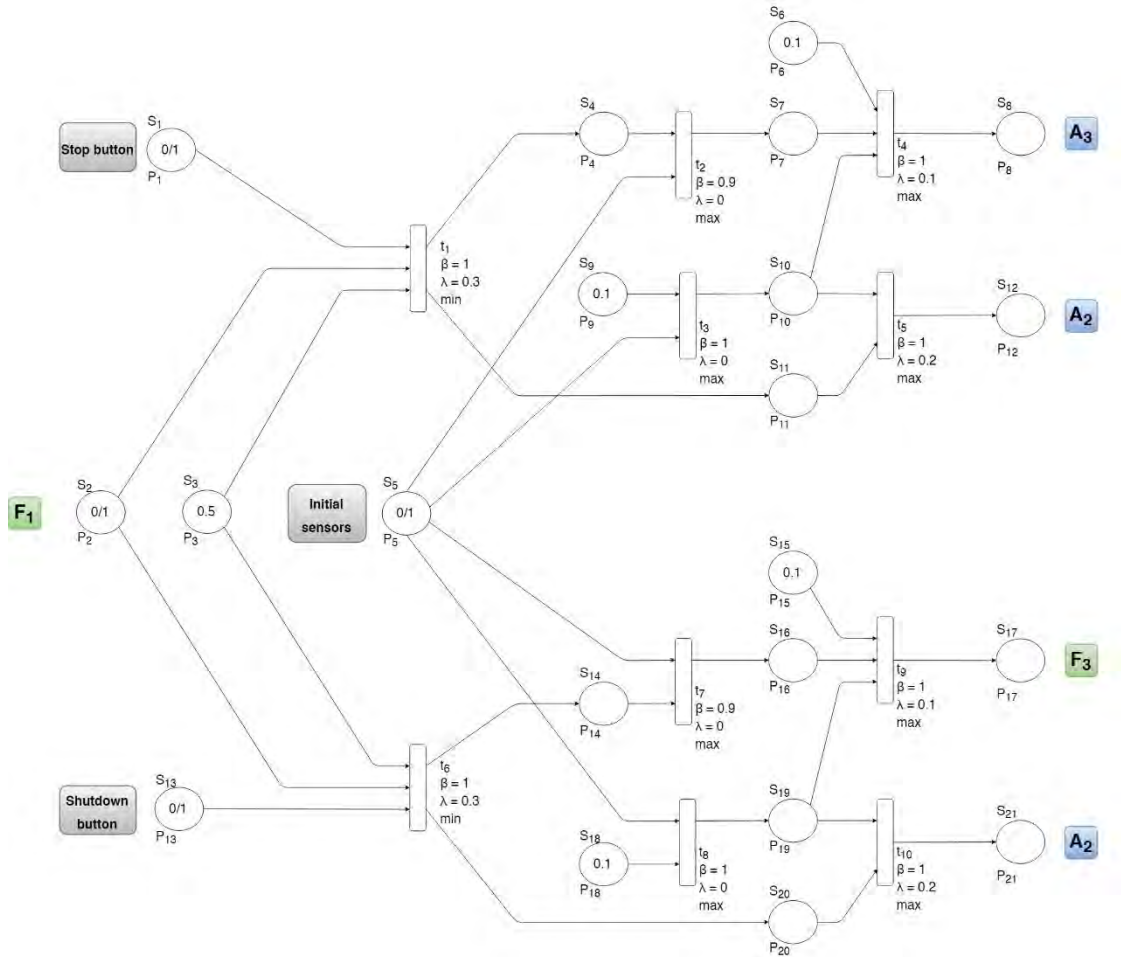 S6
0.1
P6
S1
Stop button
0/1
P1
S4
P4
t2
β = 0.9
λ = 0
max
S7
P7
t4
β = 1
λ = 0.1
max
S8
P8
A3
t1
β = 1
λ = 0.3
min
S9
0.1
P9
t3
β = 1
λ = 0
max
S10
P10
t5
β = 1
λ = 0.2
max
S12
P12
A2
S11
P11
F1
S2
0/1
P2
S3
0.5
P3
Initial
sensors
S5
0/1
P5
S15
0.1
P15
S14
P14
t7
β = 0.9
λ = 0
max
S16
P16
t9
β = 1
λ = 0.1
max
S17
P17
F3
Shutdown
button
S13
0/1
P13
t6
β = 1
λ = 0.3
min
S18
0.1
P18
t8
β = 1
λ = 0
max
S19
P19
t10
β = 1
λ = 0.2
max
S21
P21
A2
S20
P20